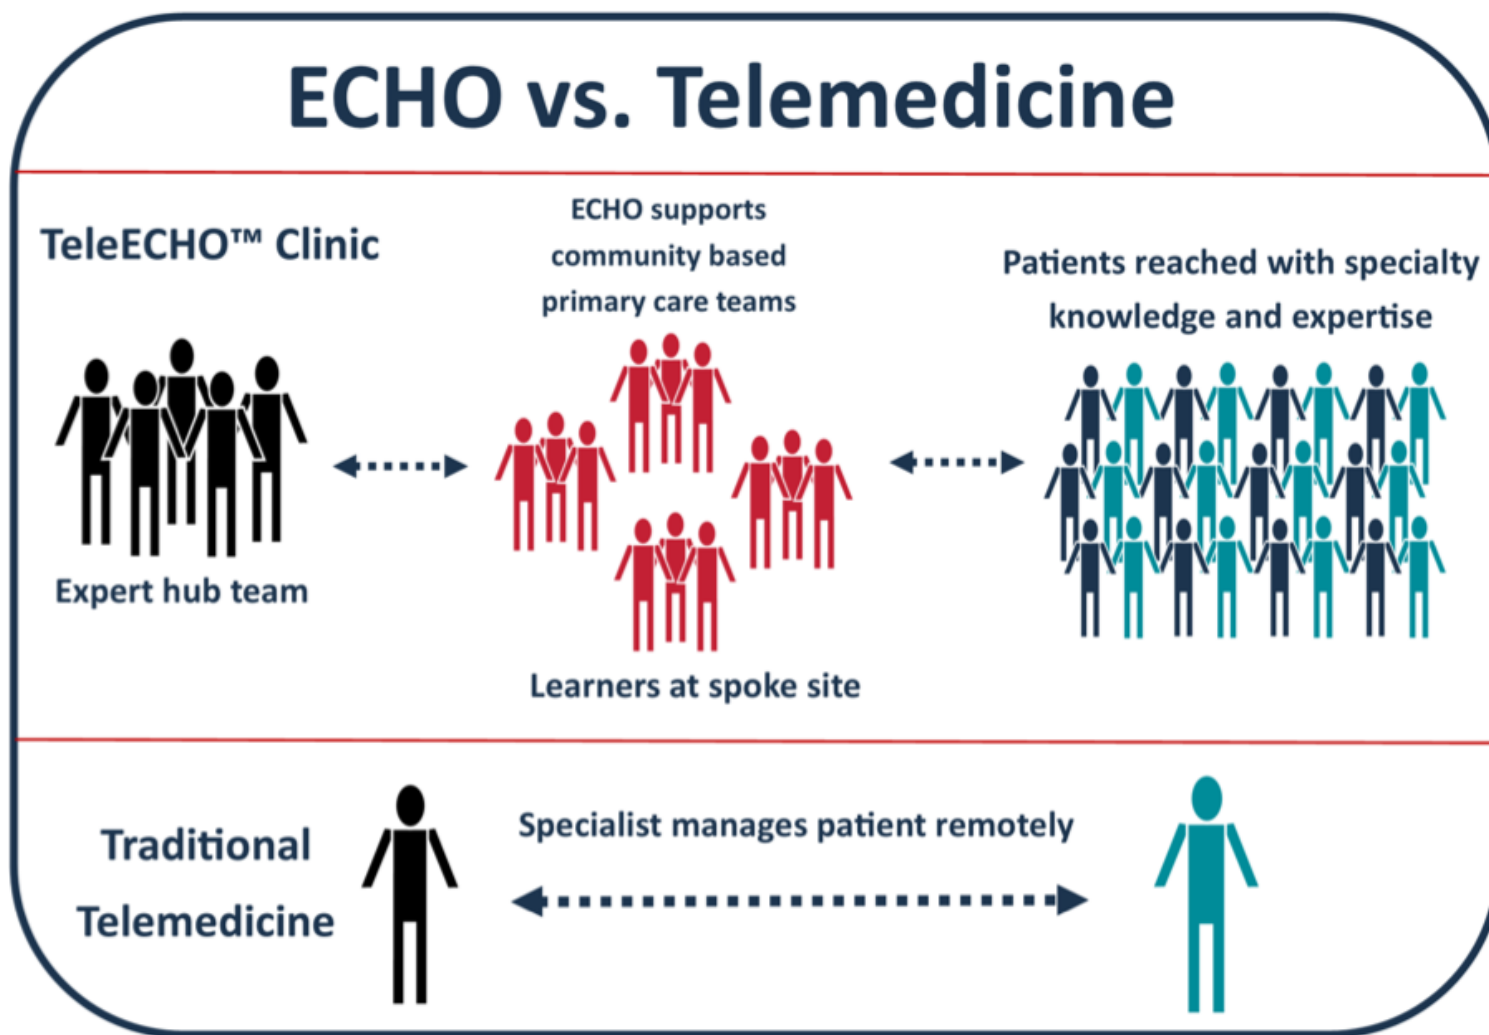 ECHO vs. Telemedicine
TeleECHO™ Clinic
ECHO supports
community based
primary care teams
Patients reached with specialty
knowledge and expertise
Expert hub team
Learners at spoke site
Traditional
Telemedicine
Specialist manages patient remotely